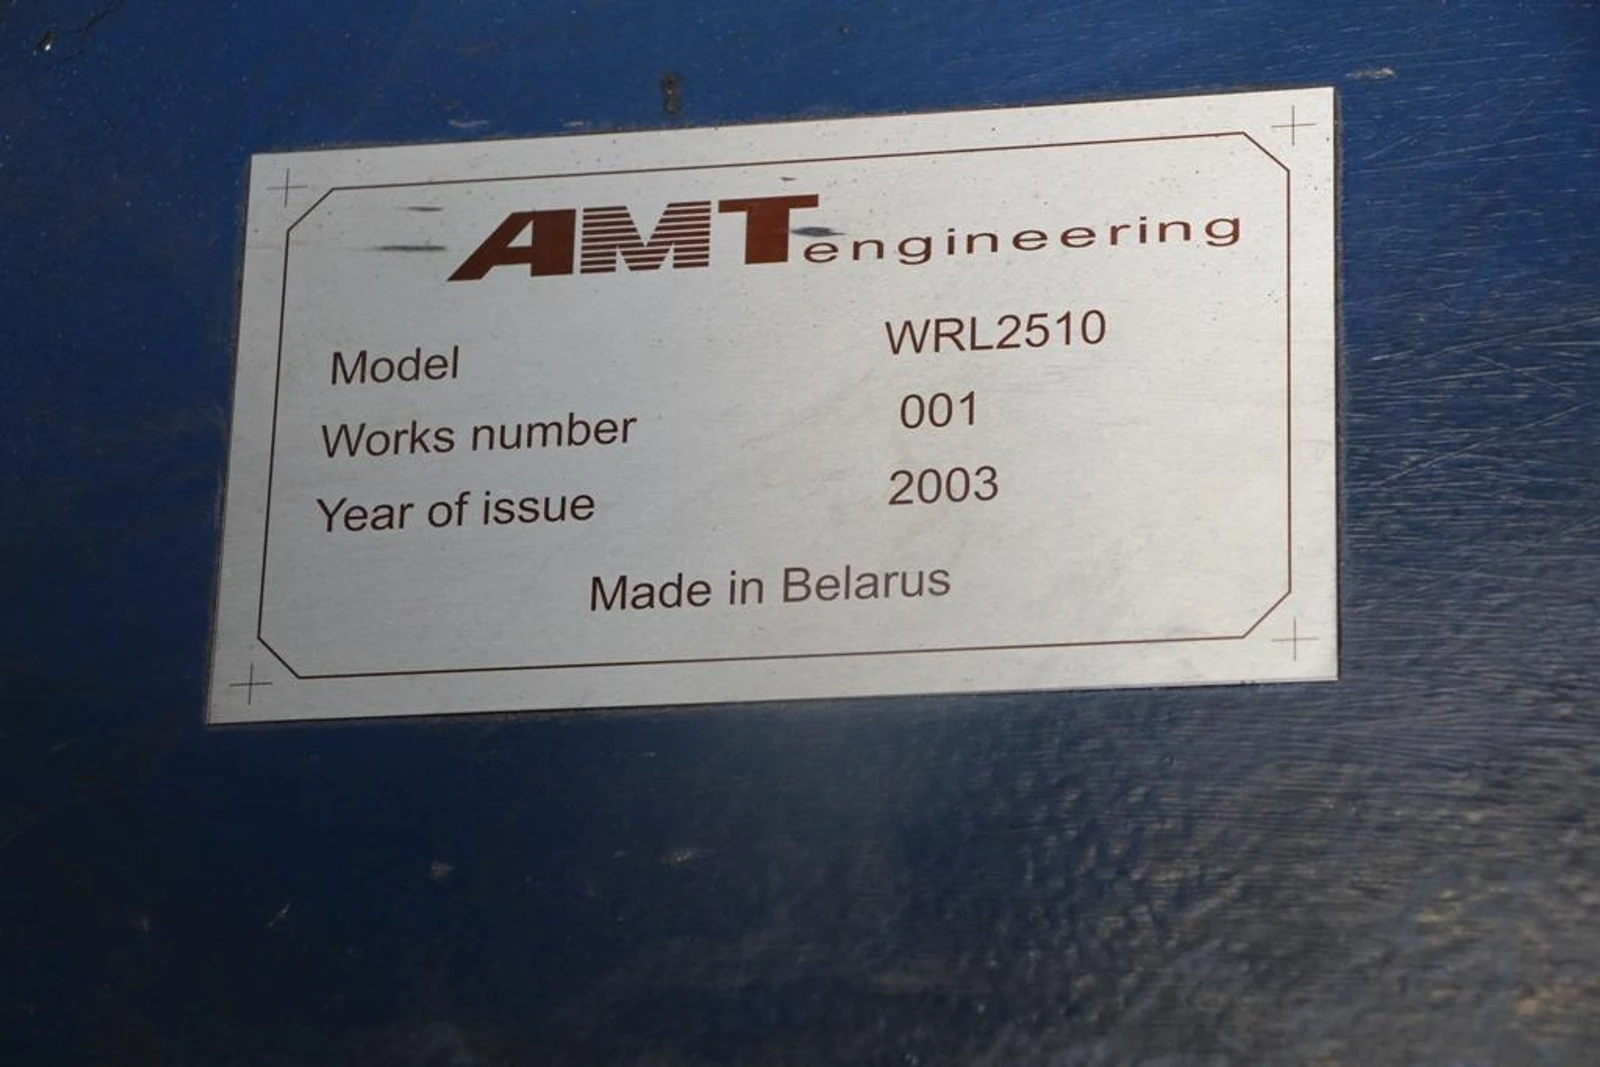 AMT engineering
Model WRL2510
Works number 001
Year of issue 2003
Made in Belarus